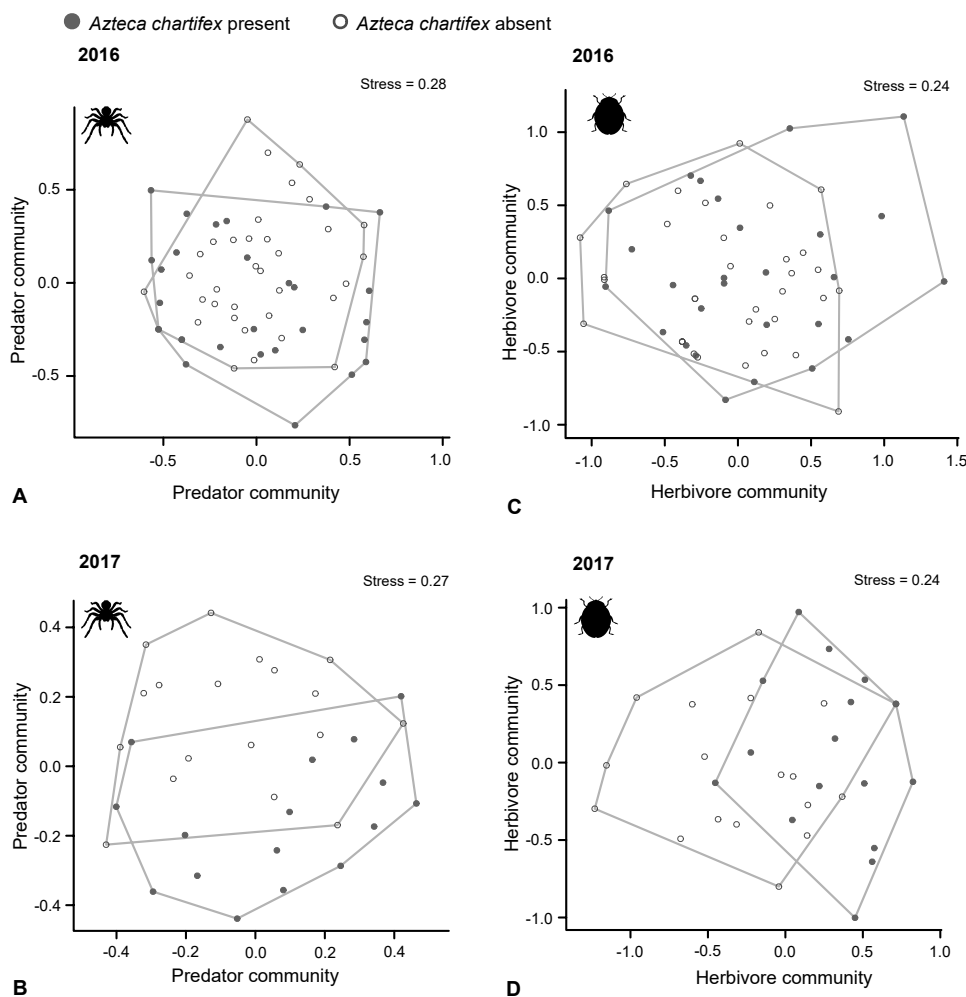 Azteca chartifex present
Azteca chartifex absent
2016
Stress = 0.28
Predator community
0.5
0.0
-0.5
-0.5 0.0 0.5 1.0
Predator community
A
2016
Stress = 0.24
Herbivore community
1.0
0.5
0.0
-0.5
-1.0
-1.0 -0.5 0.0 0.5 1.0 1.5
Herbivore community
C
2017
Stress = 0.27
Predator community
0.4
0.2
0.0
-0.2
-0.4
-0.4 -0.2 0.0 0.2 0.4
Predator community
B
2017
Stress = 0.24
Herbivore community
1.0
0.5
0.0
-0.5
-1.0
-1.0 -0.5 0.0 0.5 1.0
Herbivore community
D